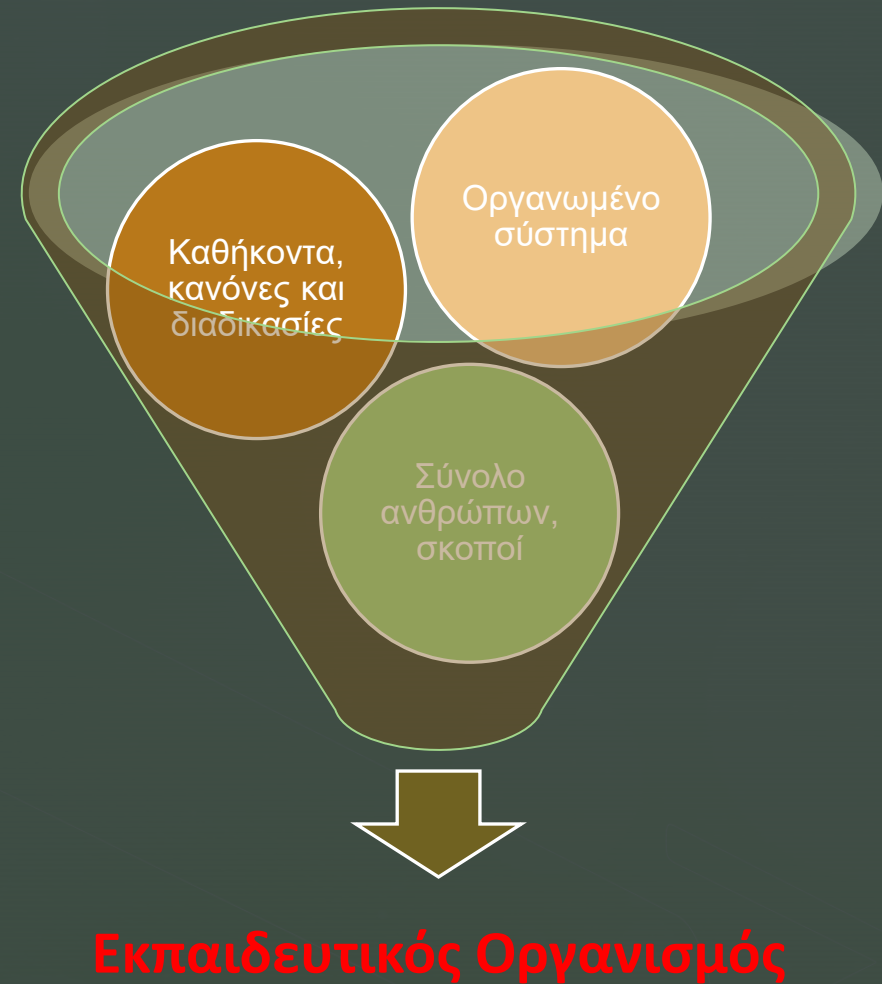 Οργανωμένο
σύστημα
Καθήκοντα,
κανόνες και
διαδικασίες
Σύνολο
ανθρώπων,
σκοποί
Εκπαιδευτικός Οργανισμός